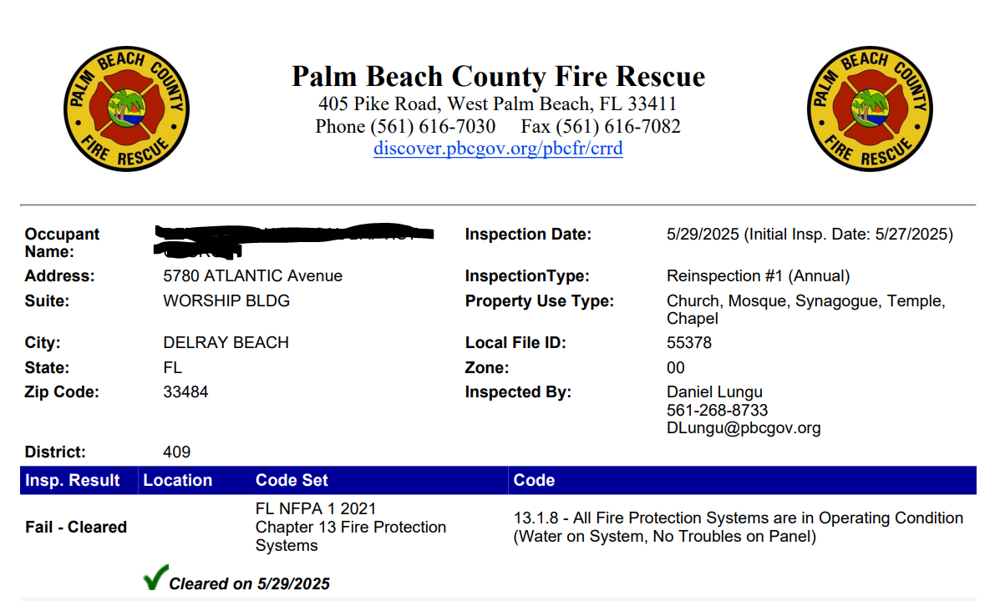 PALM BEACH COUNTY
FIRE RESCUE
Palm Beach County Fire Rescue
405 Pike Road, West Palm Beach, FL 33411
Phone (561) 616-7030 Fax (561) 616-7082
discover.pbcgov.org/pbcfr/crrd
PALM BEACH COUNTY
FIRE RESCUE
Occupant
Name:
Inspection Date: 5/29/2025 (Initial Insp. Date: 5/27/2025)
Address: 5780 ATLANTIC Avenue InspectionType: Reinspection #1 (Annual)
Suite: WORSHIP BLDG Property Use Type: Church, Mosque, Synagogue, Temple,
Chapel
City: DELRAY BEACH Local File ID: 55378
State: FL Zone: 00
Zip Code: 33484 Inspected By: Daniel Lungu
561-268-8733
DLungu@pbcgov.org
District: 409
Insp. Result Location Code Set Code
Fail - Cleared
FL NFPA 1 2021
Chapter 13 Fire Protection
Systems
13.1.8 - All Fire Protection Systems are in Operating Condition
(Water on System, No Troubles on Panel)
Cleared on 5/29/2025